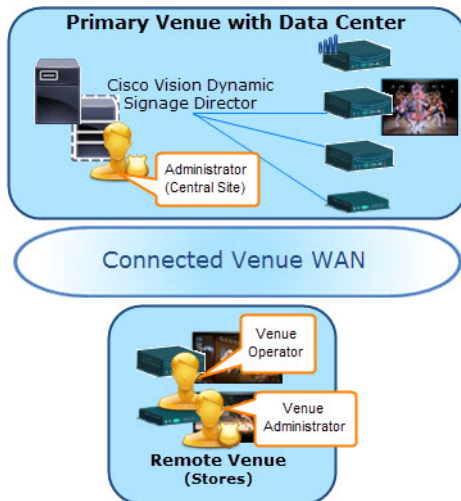 Primary Venue with Data Center
Cisco Vision Dynamic
Signage Director
Administrator
(Central Site)
Connected Venue WAN
Venue
Operator
Venue
Administrator
Remote Venue
(Stores)